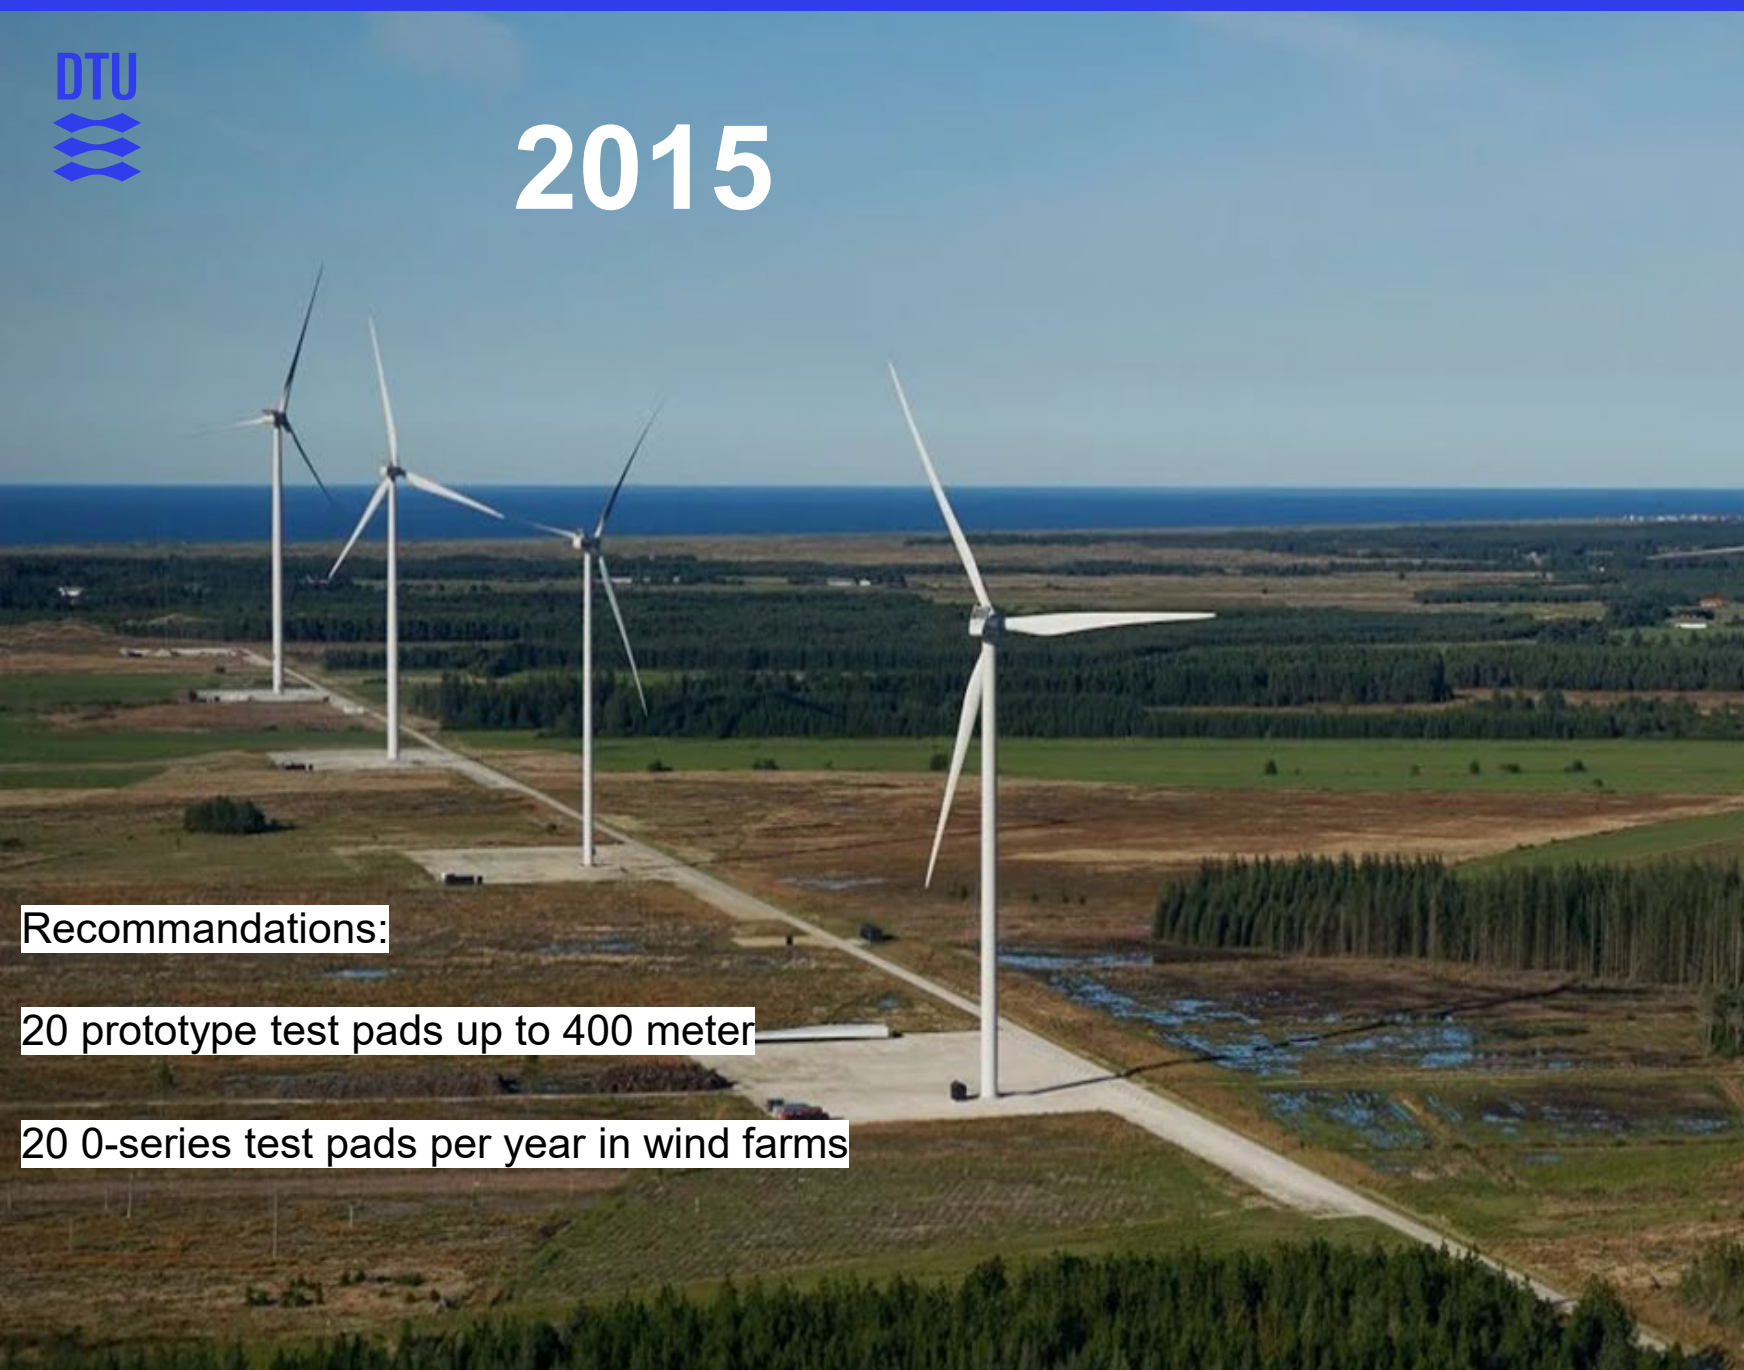 DTU
2015
Recommandations:
20 prototype test pads up to 400 meter
20 0-series test pads per year in wind farms